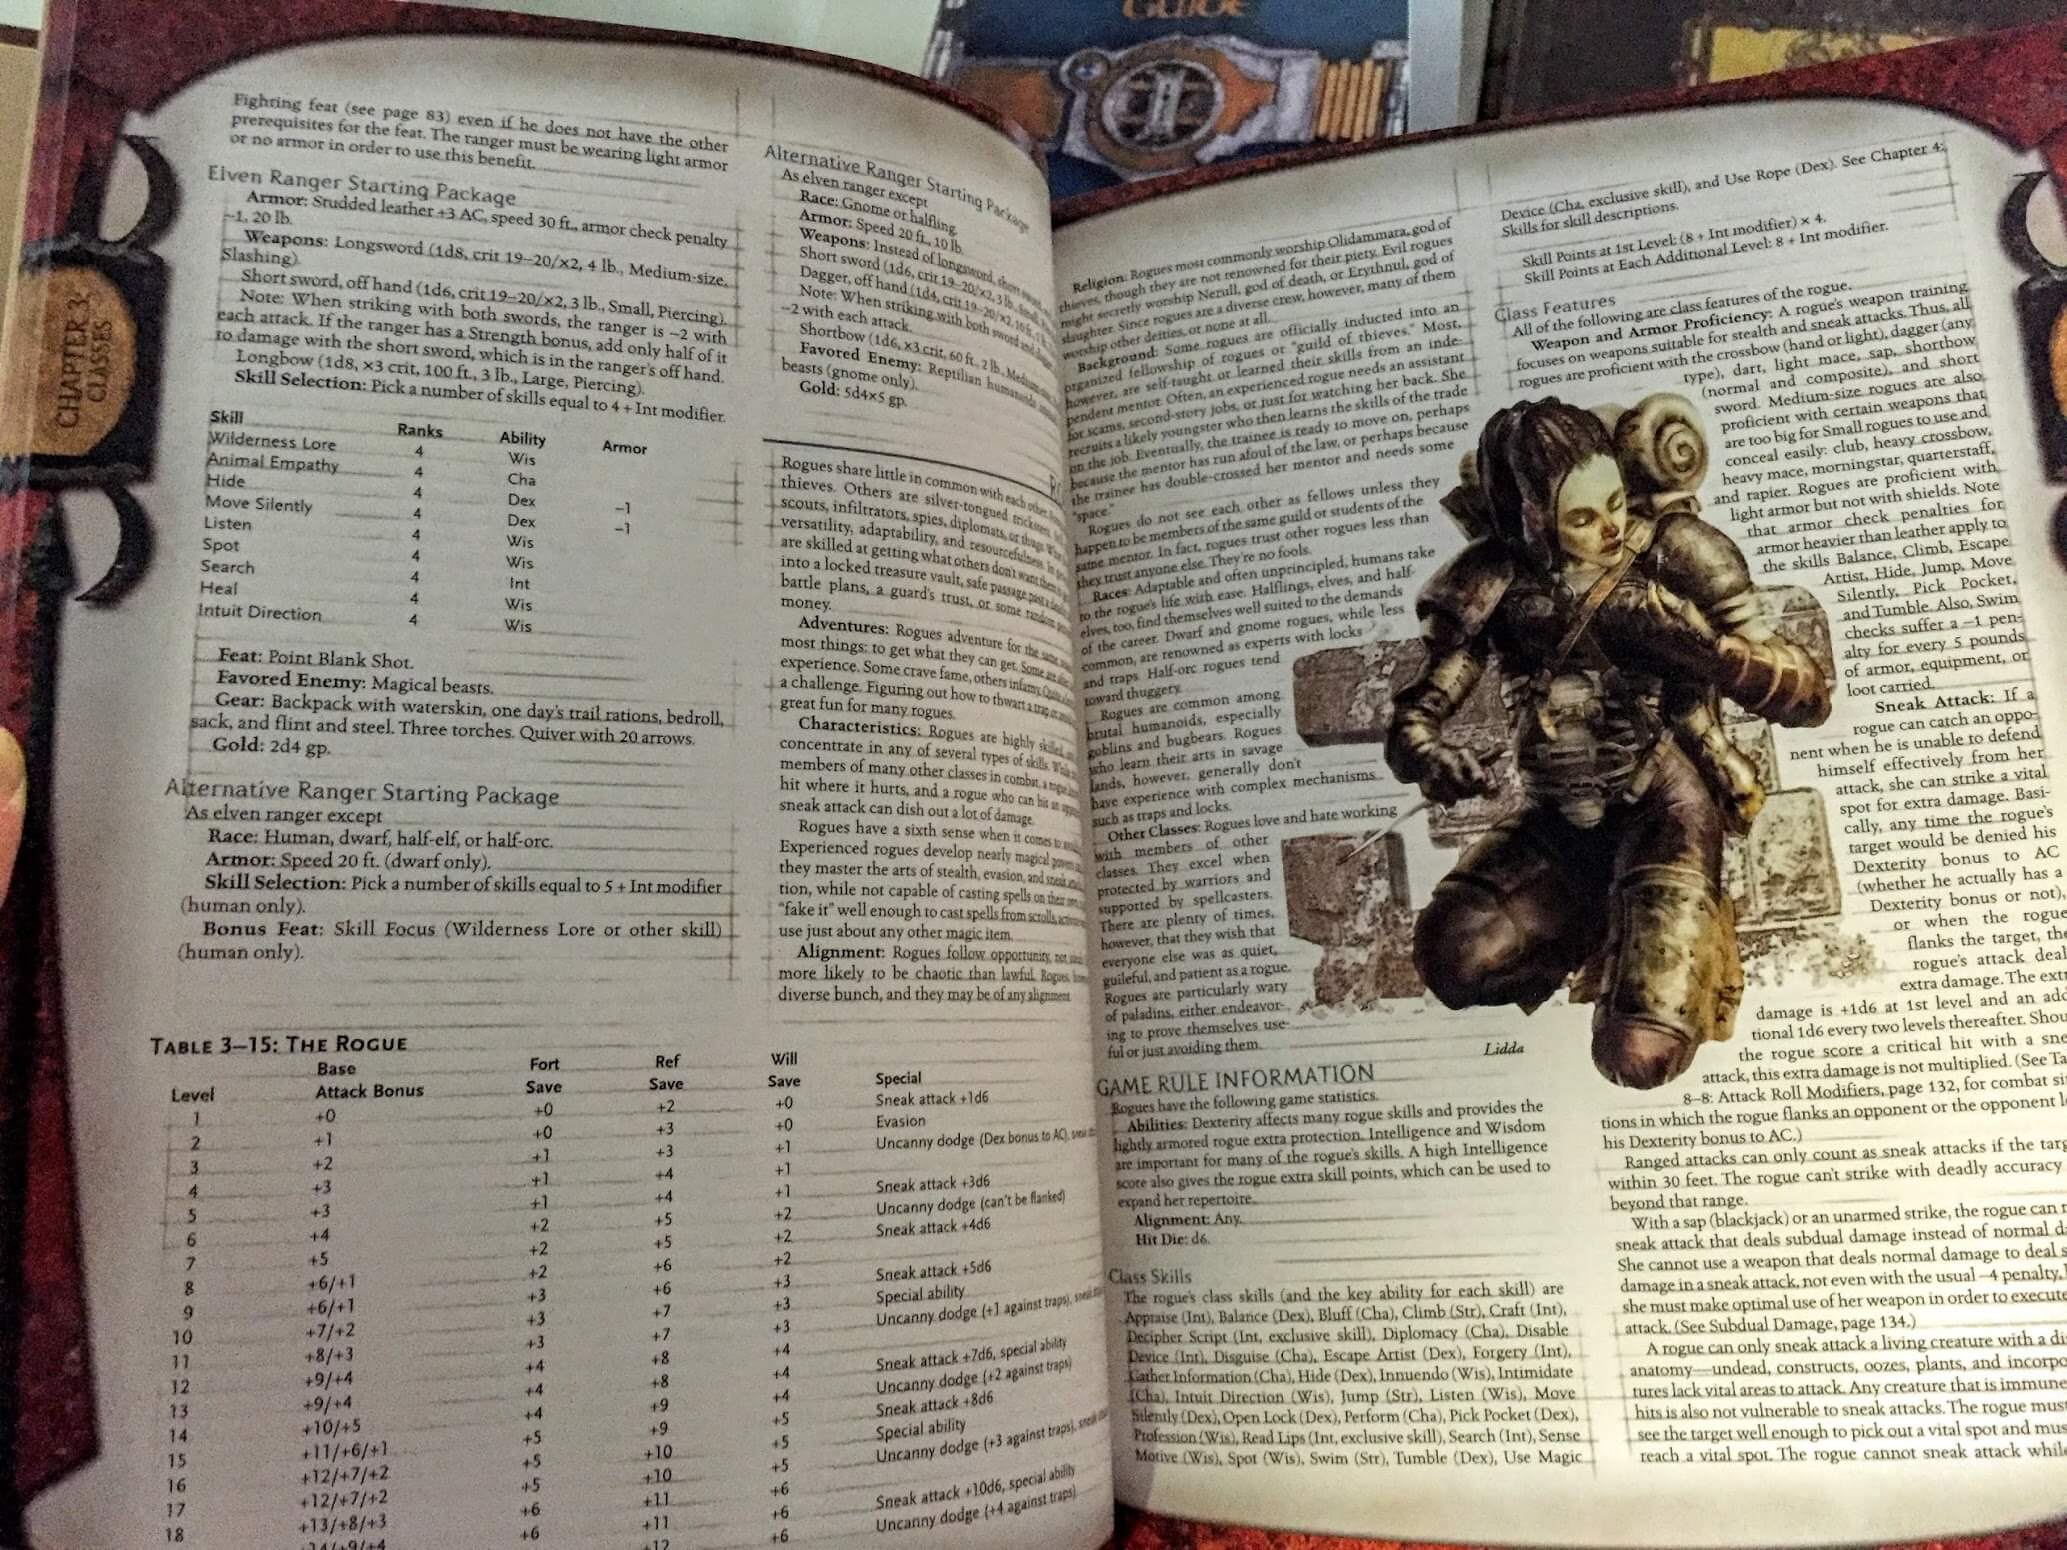 GUIDE
CHAPTER 3:
CLASSES
Fighting feat (see page 83) even if he does not have the other
prerequisites for the feat. The ranger must be wearing light armor
or no armor in order to use this benefit.
Elven Ranger Starting Package
Armor: Studded leather +3 AC, speed 30 ft., armor check penalty
–1, 20 lb.
Weapons: Longsword (1d8, crit 19–20/×2, 4 lb., Medium-size,
Slashing).
Short sword, off hand (1d6, crit 19–20/×2, 3 lb., Small, Piercing).
Note: When striking with both swords, the ranger is –2 with
each attack. If the ranger has a Strength bonus, add only half of it
to damage with the short sword, which is in the ranger's off hand.
Longbow (1d8, ×3 crit, 100 ft., 3 lb., Large, Piercing).
Skill Selection: Pick a number of skills equal to 4 + Int modifier.
Skill Ranks Ability Armor
Wilderness Lore 4 Wis
Animal Empathy 4 Cha
Hide 4 Dex –1
Move Silently 4 Dex –1
Listen 4 Wis
Spot 4 Wis
Search 4 Int
Heal 4 Wis
Intuit Direction 4 Wis
Feat: Point Blank Shot.
Favored Enemy: Magical beasts.
Gear: Backpack with waterskin, one day's trail rations, bedroll,
sack, and flint and steel. Three torches. Quiver with 20 arrows.
Gold: 2d4 gp.
Alternative Ranger Starting Package
As elven ranger except
Race: Human, dwarf, half-elf, or half-orc.
Armor: Speed 20 ft. (dwarf only).
Skill Selection: Pick a number of skills equal to 5 + Int modifier
(human only).
Bonus Feat: Skill Focus (Wilderness Lore or other skill)
(human only).
Alternative Ranger Starting Package
As elven ranger except
Race: Gnome or halfling.
Armor: Speed 20 ft., 10 lb.
Weapons: Instead of longsword, short
Short sword (1d6, crit 19–20/×2, 3 lb., Small,
Dagger, off hand (1d4, crit 19–20/×2,
Note: When striking with both sword and
–2 with each attack.
Shortbow (1d6, ×3 crit, 60 ft., 2 lb., Medium-size,
Favored Enemy: Reptilian humanoids
beasts (gnome only).
Gold: 5d4×5 gp.
Rogues share little in common with each other.
thieves. Others are silver-tongued tricksters.
scouts, infiltrators, spies, diplomats, or thugs.
versatility, adaptability, and resourcefulness.
are skilled at getting what others don't want them to
into a locked treasure vault, safe passage past a
battle plans, a guard's trust, or some random
money.
Adventures: Rogues adventure for the same
most things: to get what they can get. Some
experience. Some crave fame, others infamy.
a challenge. Figuring out how to thwart a trap
great fun for many rogues.
Characteristics: Rogues are highly skilled,
concentrate in any of several types of skills.
members of many other classes in combat, a rogue
hit where it hurts, and a rogue who can
sneak attack can dish out a lot of damage.
Rogues have a sixth sense when it comes to
Experienced rogues develop nearly magical
they master the arts of stealth, evasion, and sneak
tion, while not capable of casting spells on their
"fake it" well enough to cast spells from scrolls,
use just about any other magic item.
Alignment: Rogues follow opportunity, not
more likely to be chaotic than lawful. Rogues
diverse bunch, and they may be of any alignment.
TABLE 3–15: THE ROGUE
Base Fort Ref Will
Level Attack Bonus Save Save Save Special
1 +0 +0 +2 +0 Sneak attack +1d6
2 +1 +0 +3 +0 Evasion
3 +2 +1 +3 +1 Uncanny dodge (Dex bonus to AC),
4 +3 +1 +4 +1
5 +3 +1 +4 +1 Sneak attack +3d6
6 +4 +2 +5 +2 Uncanny dodge (can't be flanked)
7 +5 +2 +5 +2 Sneak attack +4d6
8 +6/+1 +2 +6 +2
9 +6/+1 +3 +6 +3 Sneak attack +5d6
10 +7/+2 +3 +7 +3 Special ability
11 +8/+3 +3 +7 +3 Uncanny dodge (+1 against traps),
12 +9/+4 +4 +8 +4
13 +9/+4 +4 +8 +4 Sneak attack +7d6, special ability
14 +10/+5 +4 +9 +4 Uncanny dodge (+2 against traps)
15 +11/+6/+1 +5 +9 +5 Sneak attack +8d6
16 +12/+7/+2 +5 +10 +5 Special ability
17 +12/+7/+2 +5 +10 +5 Uncanny dodge (+3 against traps),
18 +13/+8/+3 +6 +11 +6
+14/+9/+4 +6 +11 +6 Sneak attack +10d6, special ability
+12 +6 Uncanny dodge (+4 against traps)
Religion: Rogues most commonly worship Olidammara, god of
thieves, though they are not renowned for their piety. Evil rogues
might secretly worship Nerull, god of death, or Erythnul, god of
slaughter. Since rogues are a diverse crew, however, many of them
worship other deities, or none at all.
Background: Some rogues are officially inducted into an
organized fellowship of rogues or "guild of thieves." Most,
however, are self-taught or learned their skills from an inde-
pendent mentor. Often, an experienced rogue needs an assistant
for scams, second-story jobs, or just for watching her back. She
recruits a likely youngster who then learns the skills of the trade
on the job. Eventually, the trainee is ready to move on, perhaps
because the mentor has run afoul of the law, or perhaps because
the trainee has double-crossed her mentor and needs some
"space."
Rogues do not see each other as fellows unless they
happen to be members of the same guild or students of the
same mentor. In fact, rogues trust other rogues less than
they trust anyone else. They're no fools.
Races: Adaptable and often unprincipled, humans take
to the rogue's life with ease. Halflings, elves, and half-
elves, too, find themselves well suited to the demands
of the career. Dwarf and gnome rogues, while less
common, are renowned as experts with locks
and traps. Half-orc rogues tend
toward thuggery.
Rogues are common among
brutal humanoids, especially
goblins and bugbears. Rogues
who learn their arts in savage
lands, however, generally don't
have experience with complex mechanisms
such as traps and locks.
Other Classes: Rogues love and hate working
with members of other
classes. They excel when
protected by warriors and
supported by spellcasters.
There are plenty of times,
however, that they wish that
everyone else was as quiet,
guileful, and patient as a rogue.
Rogues are particularly wary
of paladins, either endeavor-
ing to prove themselves use-
ful or just avoiding them.
Lidda
GAME RULE INFORMATION
Rogues have the following game statistics.
Abilities: Dexterity affects many rogue skills and provides the
lightly armored rogue extra protection. Intelligence and Wisdom
are important for many of the rogue's skills. A high Intelligence
score also gives the rogue extra skill points, which can be used to
expand her repertoire.
Alignment: Any.
Hit Die: d6.
Class Skills
The rogue's class skills (and the key ability for each skill) are
Appraise (Int), Balance (Dex), Bluff (Cha), Climb (Str), Craft (Int),
Decipher Script (Int, exclusive skill), Diplomacy (Cha), Disable
Device (Int), Disguise (Cha), Escape Artist (Dex), Forgery (Int),
Gather Information (Cha), Hide (Dex), Innuendo (Wis), Intimidate
(Cha), Intuit Direction (Wis), Jump (Str), Listen (Wis), Move
Silently (Dex), Open Lock (Dex), Perform (Cha), Pick Pocket (Dex),
Profession (Wis), Read Lips (Int, exclusive skill), Search (Int), Sense
Motive (Wis), Spot (Wis), Swim (Str), Tumble (Dex), Use Magic
Device (Cha, exclusive skill), and Use Rope (Dex). See Chapter 4:
Skills for skill descriptions.
Skill Points at 1st Level: (8 + Int modifier) × 4.
Skill Points at Each Additional Level: 8 + Int modifier.
Class Features
All of the following are class features of the rogue.
Weapon and Armor Proficiency: A rogue's weapon training
focuses on weapons suitable for stealth and sneak attacks. Thus, all
rogues are proficient with the crossbow (hand or light), dagger (any
type), dart, light mace, sap, shortbow
(normal and composite), and short
sword. Medium-size rogues are also
proficient with certain weapons that
are too big for Small rogues to use and
conceal easily: club, heavy crossbow,
heavy mace, morningstar, quarterstaff,
and rapier. Rogues are proficient with
light armor but not with shields. Note
that armor check penalties for
armor heavier than leather apply to
the skills Balance, Climb, Escape
Artist, Hide, Jump, Move
Silently, Pick Pocket,
and Tumble. Also, Swim
checks suffer a –1 pen-
alty for every 5 pounds
of armor, equipment, or
loot carried.
Sneak Attack: If a
rogue can catch an oppo-
nent when he is unable to defend
himself effectively from her
attack, she can strike a vital
spot for extra damage. Basi-
cally, any time the rogue's
target would be denied his
Dexterity bonus to AC
(whether he actually has a
Dexterity bonus or not),
or when the rogue
flanks the target, the
rogue's attack deal
extra damage. The extr
damage is +1d6 at 1st level and an add
tional 1d6 every two levels thereafter. Shou
the rogue score a critical hit with a sne
attack, this extra damage is not multiplied. (See Ta
8–8: Attack Roll Modifiers, page 132, for combat sit
tions in which the rogue flanks an opponent or the opponent l
his Dexterity bonus to AC.)
Ranged attacks can only count as sneak attacks if the targ
within 30 feet. The rogue can't strike with deadly accuracy
beyond that range.
With a sap (blackjack) or an unarmed strike, the rogue can
sneak attack that deals subdual damage instead of normal d
She cannot use a weapon that deals normal damage to deal s
damage in a sneak attack, not even with the usual –4 penalty,
she must make optimal use of her weapon in order to execute
attack. (See Subdual Damage, page 134.)
A rogue can only sneak attack a living creature with a di
anatomy—undead, constructs, oozes, plants, and incorpo
tures lack vital areas to attack. Any creature that is immune
hits is also not vulnerable to sneak attacks. The rogue must
see the target well enough to pick out a vital spot and mus
reach a vital spot. The rogue cannot sneak attack while